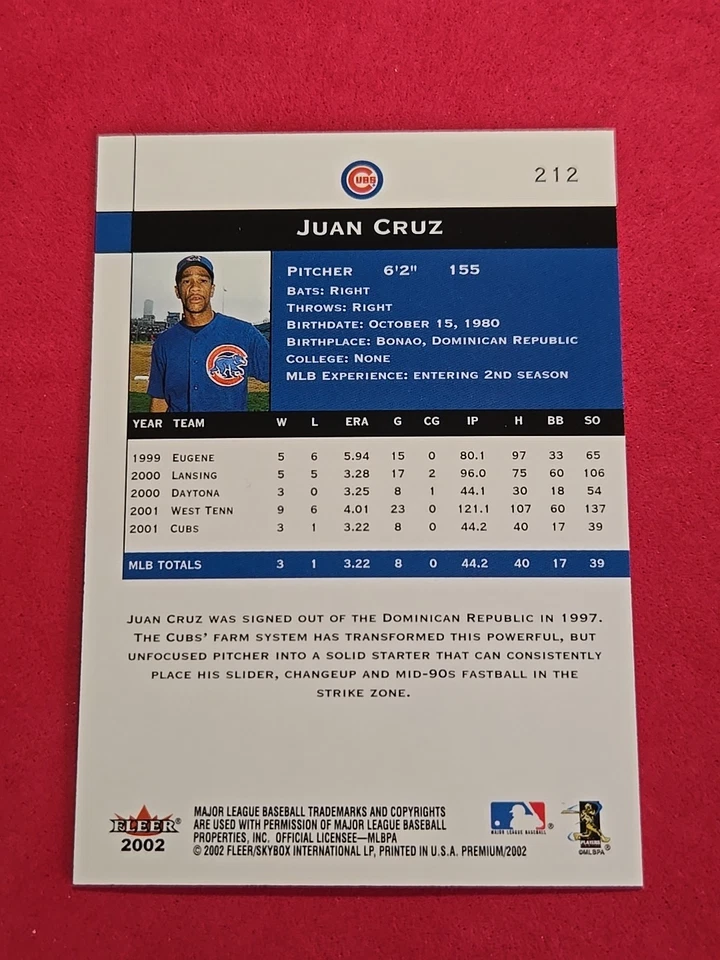 CUBS
212
JUAN CRUZ
PITCHER 6'2" 155
BATS: RIGHT
THROWS: RIGHT
BIRTHDATE: OCTOBER 15, 1980
BIRTHPLACE: BONAO, DOMINICAN REPUBLIC
COLLEGE: NONE
MLB EXPERIENCE: ENTERING 2ND SEASON
YEAR TEAM W L ERA G CG IP H BB SO
1999 EUGENE 5 6 5.94 15 0 80.1 97 33 65
2000 LANSING 5 5 3.28 17 2 96.0 75 60 106
2000 DAYTONA 3 0 3.25 8 1 44.1 30 18 54
2001 WEST TENN 9 6 4.01 23 0 121.1 107 60 137
2001 CUBS 3 1 3.22 8 0 44.2 40 17 39
MLB TOTALS 3 1 3.22 8 0 44.2 40 17 39
JUAN CRUZ WAS SIGNED OUT OF THE DOMINICAN REPUBLIC IN 1997.
THE CUBS' FARM SYSTEM HAS TRANSFORMED THIS POWERFUL, BUT
UNFOCUSED PITCHER INTO A SOLID STARTER THAT CAN CONSISTENTLY
PLACE HIS SLIDER, CHANGEUP AND MID-90S FASTBALL IN THE
STRIKE ZONE.
FLEER®
2002
MAJOR LEAGUE BASEBALL TRADEMARKS AND COPYRIGHTS
ARE USED WITH PERMISSION OF MAJOR LEAGUE BASEBALL
PROPERTIES, INC. OFFICIAL LICENSEE—MLBPA
© 2002 FLEER/SKYBOX INTERNATIONAL LP, PRINTED IN U.S.A. PREMIUM/2002
MAJOR LEAGUE BASEBALL ®
PLAYERS
©MLBPA ®